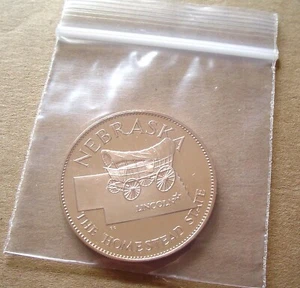 NEBRASKA
LINCOLN
THE HOMESTEAD STATE